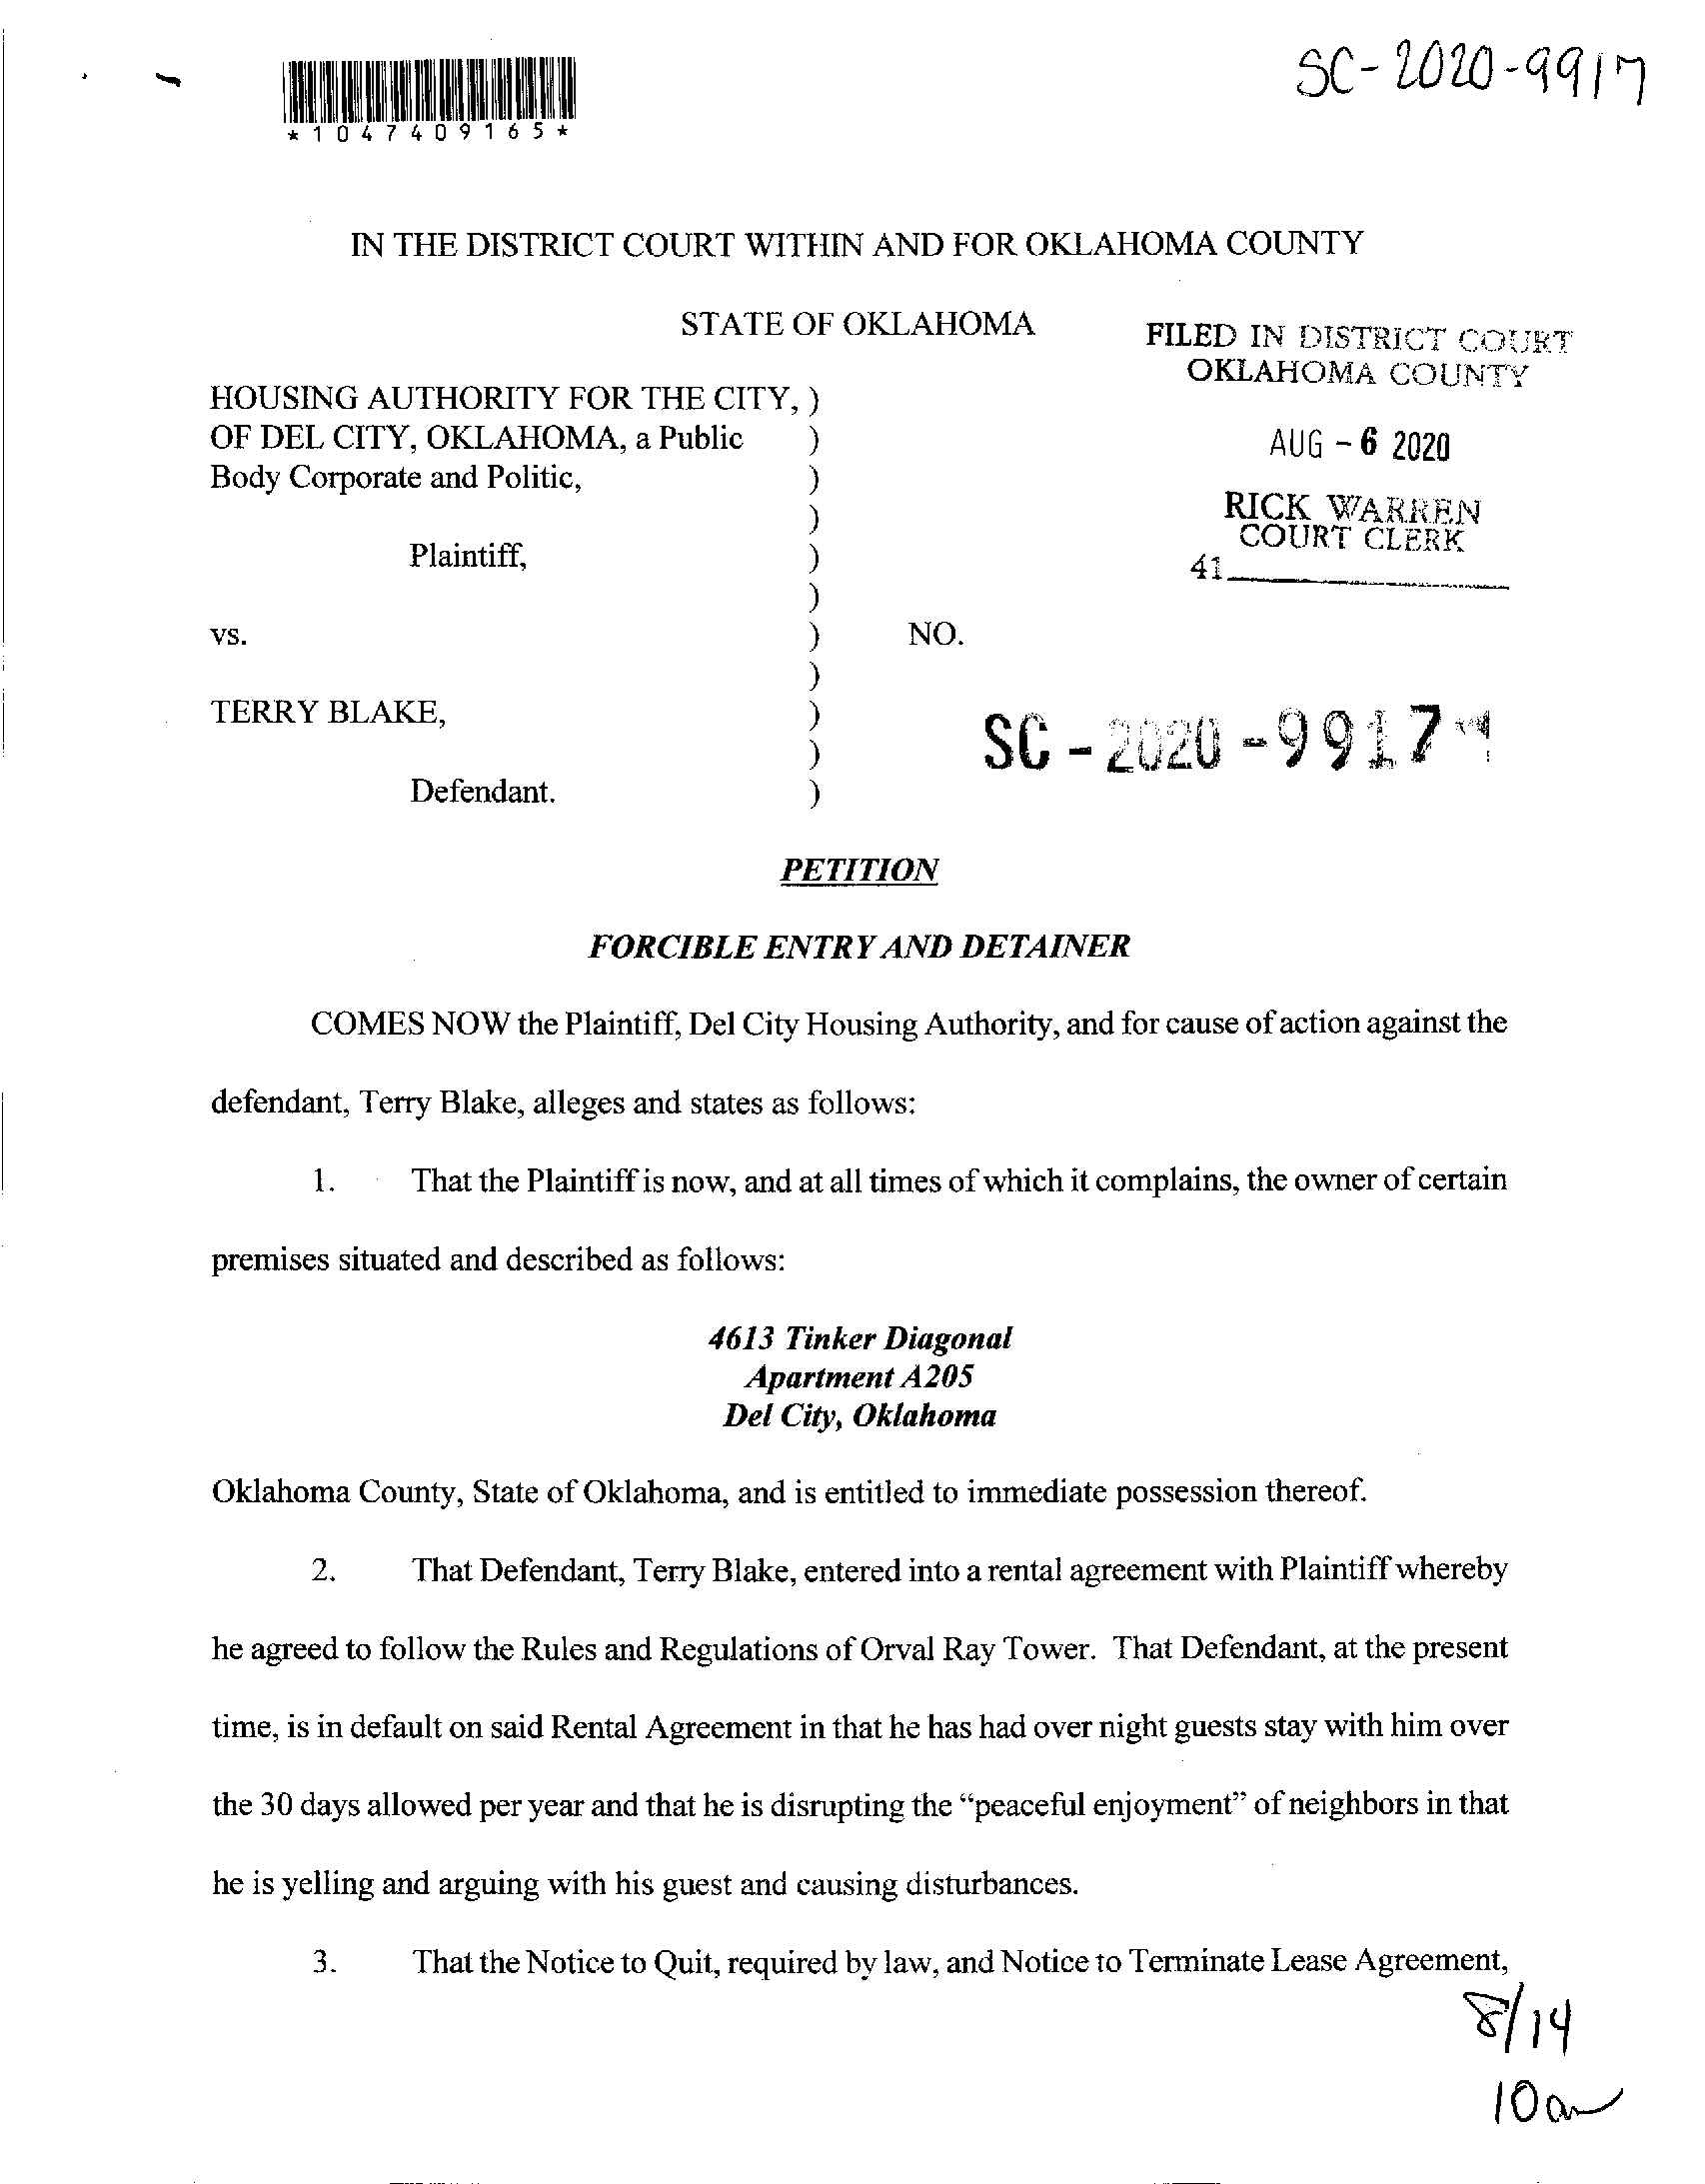 SC-2020-9917
*1047409165*
IN THE DISTRICT COURT WITHIN AND FOR OKLAHOMA COUNTY
STATE OF OKLAHOMA
FILED IN DISTRICT COURT
OKLAHOMA COUNTY
AUG - 6 2020
RICK WARREN
COURT CLERK
41
HOUSING AUTHORITY FOR THE CITY, )
OF DEL CITY, OKLAHOMA, a Public )
Body Corporate and Politic, )
)
Plaintiff, )
)
vs. ) NO.
)
TERRY BLAKE, )
)
Defendant. )
SC - 2020 - 9917
PETITION
FORCIBLE ENTRY AND DETAINER
COMES NOW the Plaintiff, Del City Housing Authority, and for cause of action against the
defendant, Terry Blake, alleges and states as follows:
1. That the Plaintiff is now, and at all times of which it complains, the owner of certain
premises situated and described as follows:
4613 Tinker Diagonal
Apartment A205
Del City, Oklahoma
Oklahoma County, State of Oklahoma, and is entitled to immediate possession thereof.
2. That Defendant, Terry Blake, entered into a rental agreement with Plaintiff whereby
he agreed to follow the Rules and Regulations of Orval Ray Tower. That Defendant, at the present
time, is in default on said Rental Agreement in that he has had over night guests stay with him over
the 30 days allowed per year and that he is disrupting the “peaceful enjoyment” of neighbors in that
he is yelling and arguing with his guest and causing disturbances.
3. That the Notice to Quit, required by law, and Notice to Terminate Lease Agreement,
8/14
10am